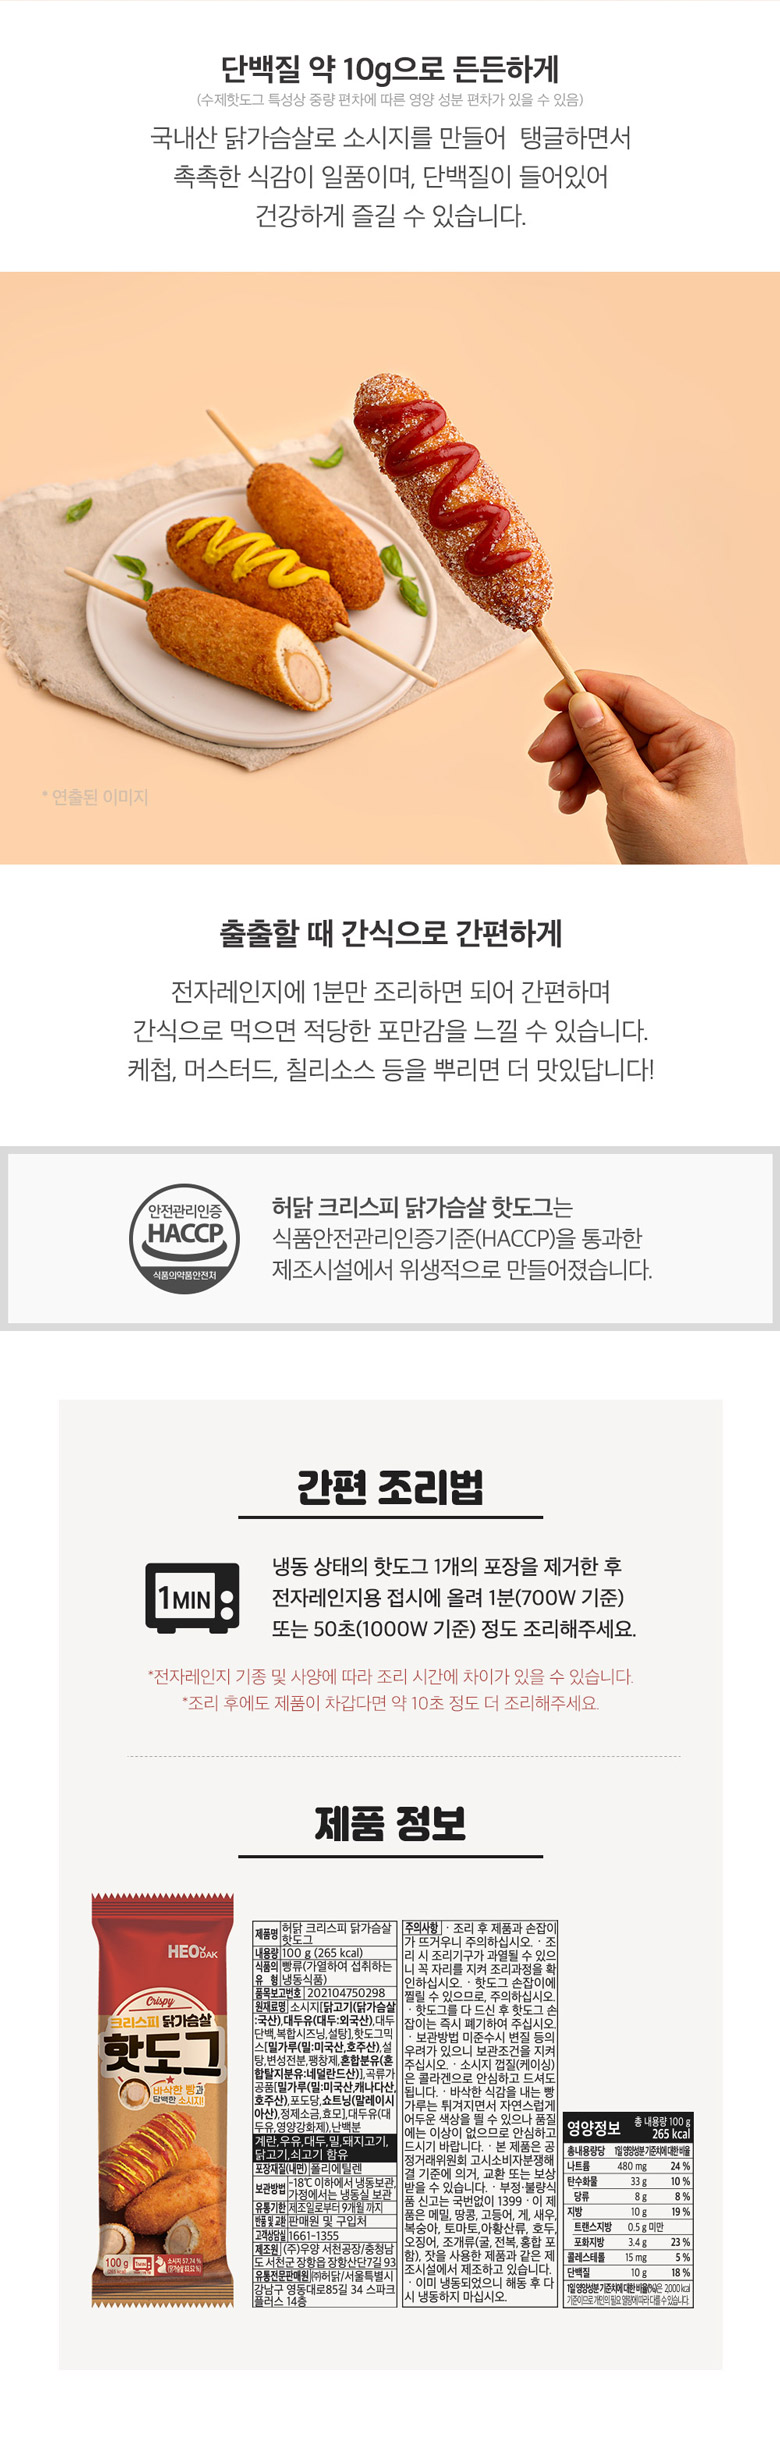 단백질 약 10g으로 든든하게
(수제핫도그 특성상 중량 편차에 따른 영양 성분 편차가 있을 수 있음)
국내산 닭가슴살로 소시지를 만들어 탱글하면서
촉촉한 식감이 일품이며, 단백질이 들어있어
건강하게 즐길 수 있습니다.
* 연출된 이미지
출출할 때 간식으로 간편하게
전자레인지에 1분만 조리하면 되어 간편하며
간식으로 먹으면 적당한 포만감을 느낄 수 있습니다.
케첩, 머스터드, 칠리소스 등을 뿌리면 더 맛있답니다!
안전관리인증
HACCP
식품의약품안전처
허닭 크리스피 닭가슴살 핫도그는
식품안전관리인증기준(HACCP)을 통과한
제조시설에서 위생적으로 만들어졌습니다.
간편 조리법
1MIN
냉동 상태의 핫도그 1개의 포장을 제거한 후
전자레인지용 접시에 올려 1분(700W 기준)
또는 50초(1000W 기준) 정도 조리해주세요.
*전자레인지 기종 및 사양에 따라 조리 시간에 차이가 있을 수 있습니다.
*조리 후에도 제품이 차갑다면 약 10초 정도 더 조리해주세요.
제품 정보
HEODAK
Crispy
크리스피 닭가슴살
핫도그
바삭한 빵과
담백한 소시지!
100 g
(265 kcal)
소시지 57.74 %
제품명 허닭 크리스피 닭가슴살
핫도그
내용량 100 g (265 kcal)
식품의 빵류(가열하여 섭취하는
유 형 냉동식품)
품목보고번호 202104750298
원재료명 소시지[닭고기(닭가슴살
:국산),대두유(대두:외국산),대두
단백,복합시즈닝,설탕],핫도그믹
스[밀가루(밀:미국산,호주산),설
탕,변성전분,팽창제,혼합분유(혼
합탈지분유:네덜란드산)],곡류가
공품[밀가루(밀:미국산,캐나다산,
호주산),포도당,쇼트닝(말레이시
아산),정제소금,효모],대두유(대
두유,영양강화제),난백분
계란,우유,대두,밀,돼지고기,
닭고기,쇠고기 함유
포장재질(내면) 폴리에틸렌
보관방법 -18℃ 이하에서 냉동보관,
가정에서는 냉동실 보관
유통기한 제조일로부터 9개월 까지
반품 및 교환 판매원 및 구입처
고객상담실 1661-1355
제조원 (주)우양 서천공장/충청남
도 서천군 장항읍 장항산단7길 93
유통전문판매원 ㈜허닭/서울특별시
강남구 영동대로85길 34 스파크
플러스 14층
주의사항 · 조리 후 제품과 손잡이
가 뜨거우니 주의하십시오. · 조
리 시 조리기구가 과열될 수 있으
니 꼭 자리를 지켜 조리과정을 확
인하십시오. · 핫도그 손잡이에
찔릴 수 있으므로, 주의하십시오.
· 핫도그를 다 드신 후 핫도그 손
잡이는 즉시 폐기하여 주십시오.
· 보관방법 미준수시 변질 등의
우려가 있으니 보관조건을 지켜
주십시오. · 소시지 껍질(케이싱)
은 콜라겐으로 안심하고 드셔도
됩니다. · 바삭한 식감을 내는 빵
가루는 튀겨지면서 자연스럽게
어두운 색상을 띌 수 있으나 품질
에는 이상이 없으므로 안심하고
드시기 바랍니다. · 본 제품은 공
정거래위원회 고시소비자분쟁해
결 기준에 의거, 교환 또는 보상
받을 수 있습니다. · 부정·불량식
품 신고는 국번없이 1399 · 이 제
품은 메밀, 땅콩, 고등어, 게, 새우,
복숭아, 토마토,아황산류, 호두,
오징어, 조개류(굴, 전복, 홍합 포
함), 잣을 사용한 제품과 같은 제
조시설에서 제조하고 있습니다.
· 이미 냉동되었으니 해동 후 다
시 냉동하지 마십시오.
영양정보 총 내용량 100 g
265 kcal
총내용량당 1일 영양성분 기준치에 대한 비율
나트륨 480 mg 24 %
탄수화물 33 g 10 %
당류 8 g 8 %
지방 10 g 19 %
트랜스지방 0.5 g 미만
포화지방 3.4 g 23 %
콜레스테롤 15 mg 5 %
단백질 10 g 18 %
1일 영양성분 기준치에 대한 비율(%)은 2,000 kcal
기준이므로 개인의 필요 열량에 따라 다를 수 있습니다.